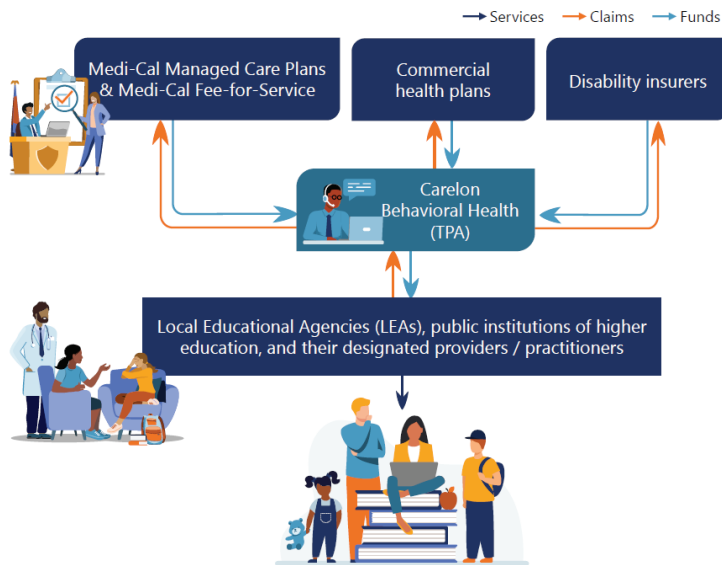 Services Claims Funds
Medi-Cal Managed Care Plans
& Medi-Cal Fee-for-Service
Commercial
health plans
Disability insurers
Carelon
Behavioral Health
(TPA)
Local Educational Agencies (LEAs), public institutions of higher
education, and their designated providers / practitioners